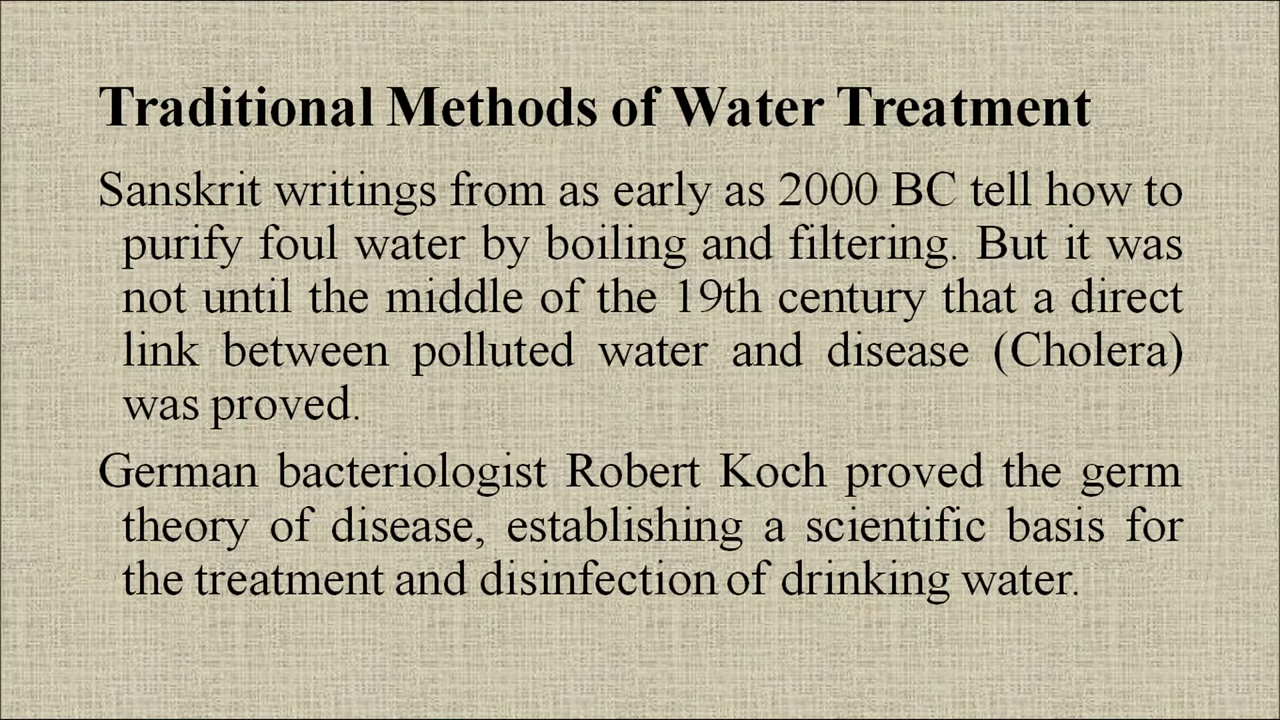 Traditional Methods of Water Treatment
Sanskrit writings from as early as 2000 BC tell how to
purify foul water by boiling and filtering. But it was
not until the middle of the 19th century that a direct
link between polluted water and disease (Cholera)
was proved.
German bacteriologist Robert Koch proved the germ
theory of disease, establishing a scientific basis for
the treatment and disinfection of drinking water.